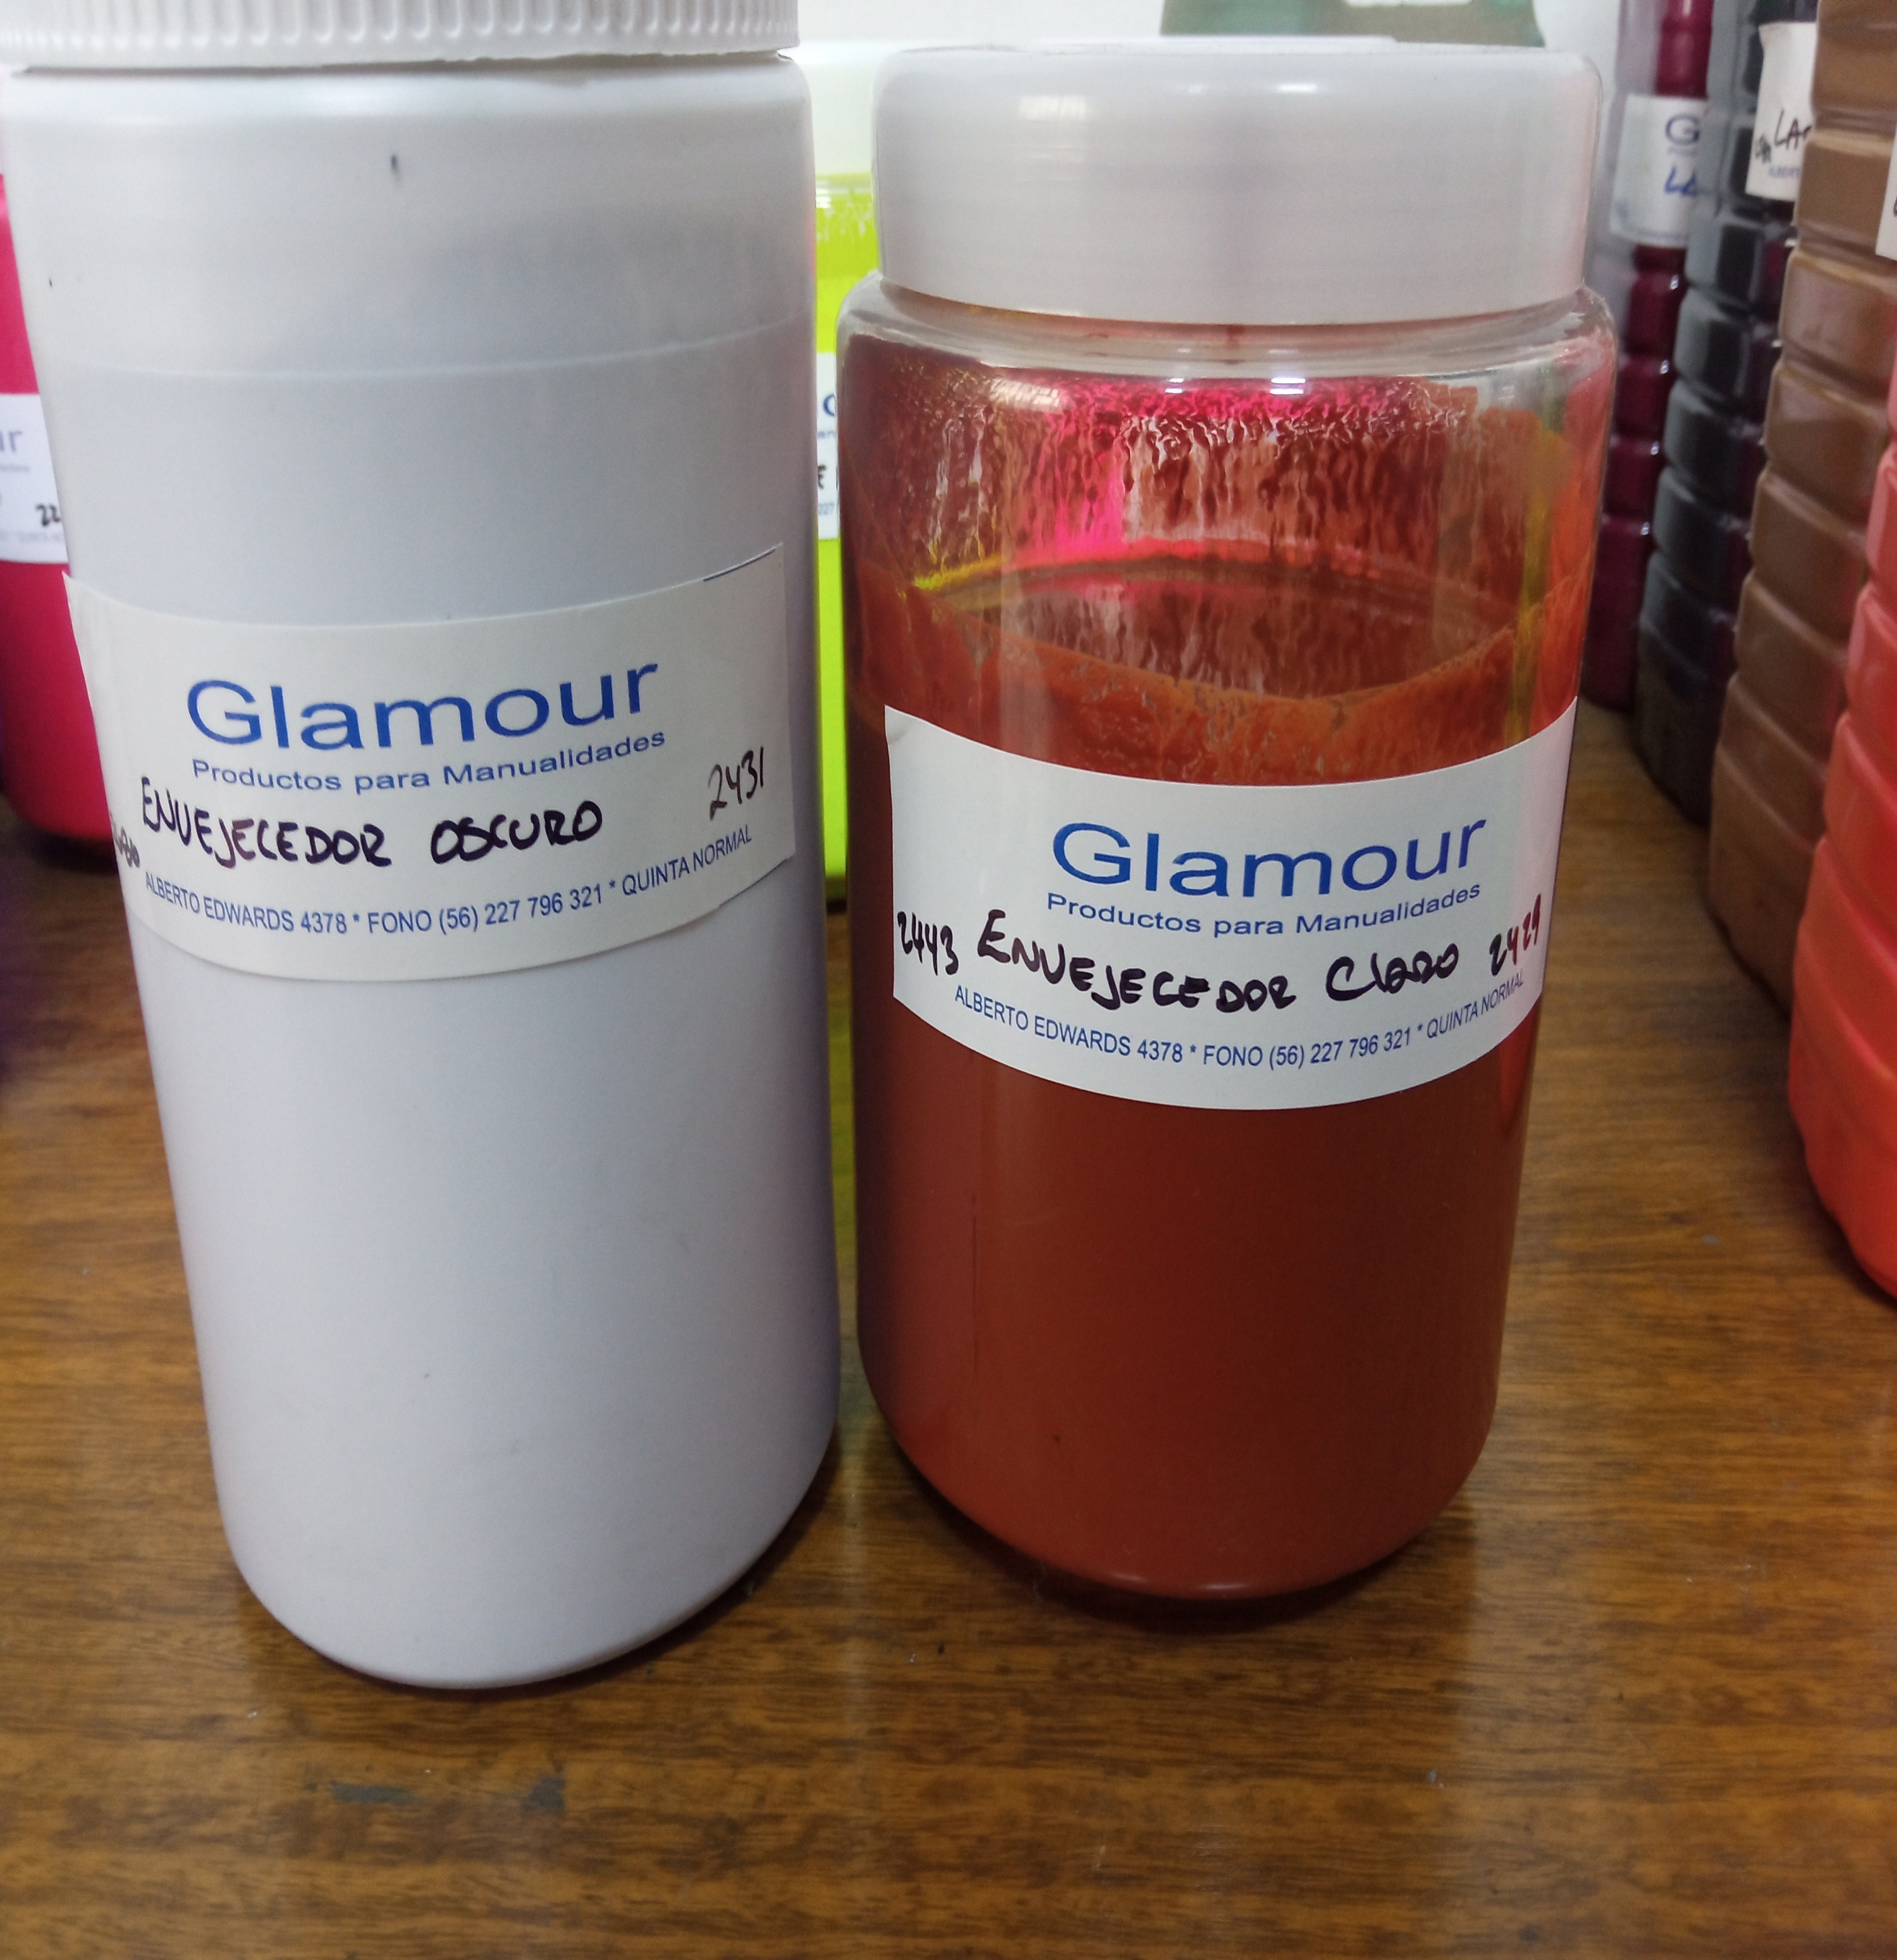 Glamour
Productos para Manualidades
ENVEJECEDOR OSCURO 2431
ALBERTO EDWARDS 4378 * FONO (56) 227 796 321 * QUINTA NORMAL
Glamour
Productos para Manualidades
2443 ENVEJECEDOR Claro 2429
ALBERTO EDWARDS 4378 * FONO (56) 227 796 321 * QUINTA NORMAL